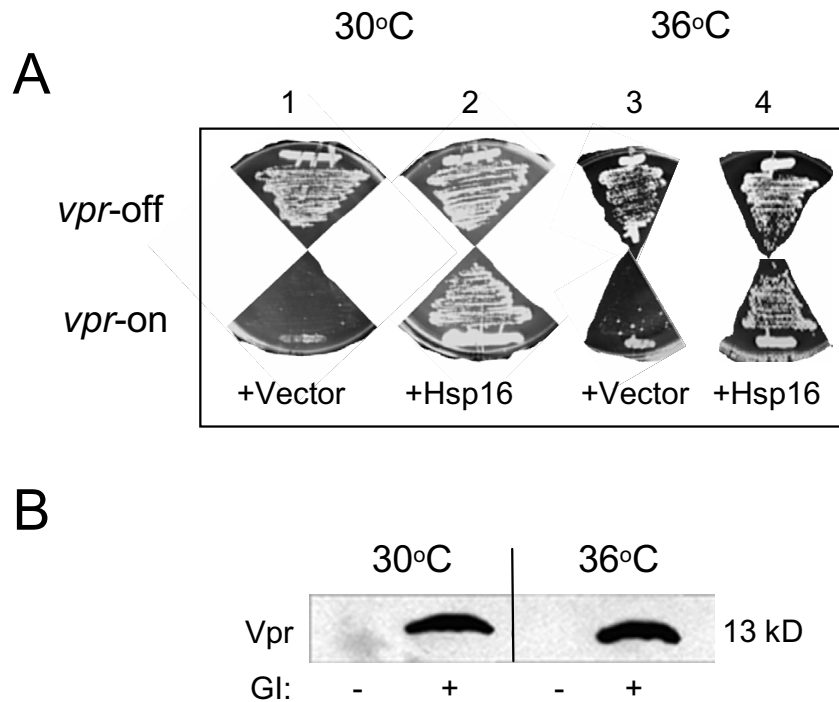 30°C 36°C
A
1 2 3 4
vpr-off
vpr-on
+Vector +Hsp16 +Vector +Hsp16
B
30°C 36°C
Vpr 13 kD
GI: - + - +